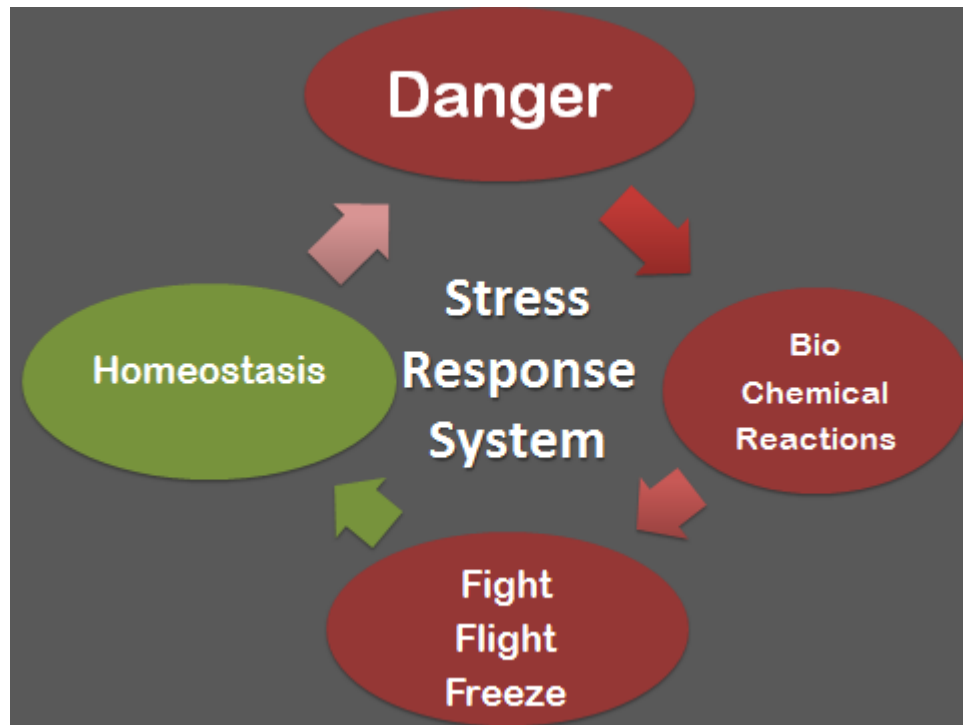 Danger
Stress
Response
System
Bio
Chemical
Reactions
Fight
Flight
Freeze
Homeostasis